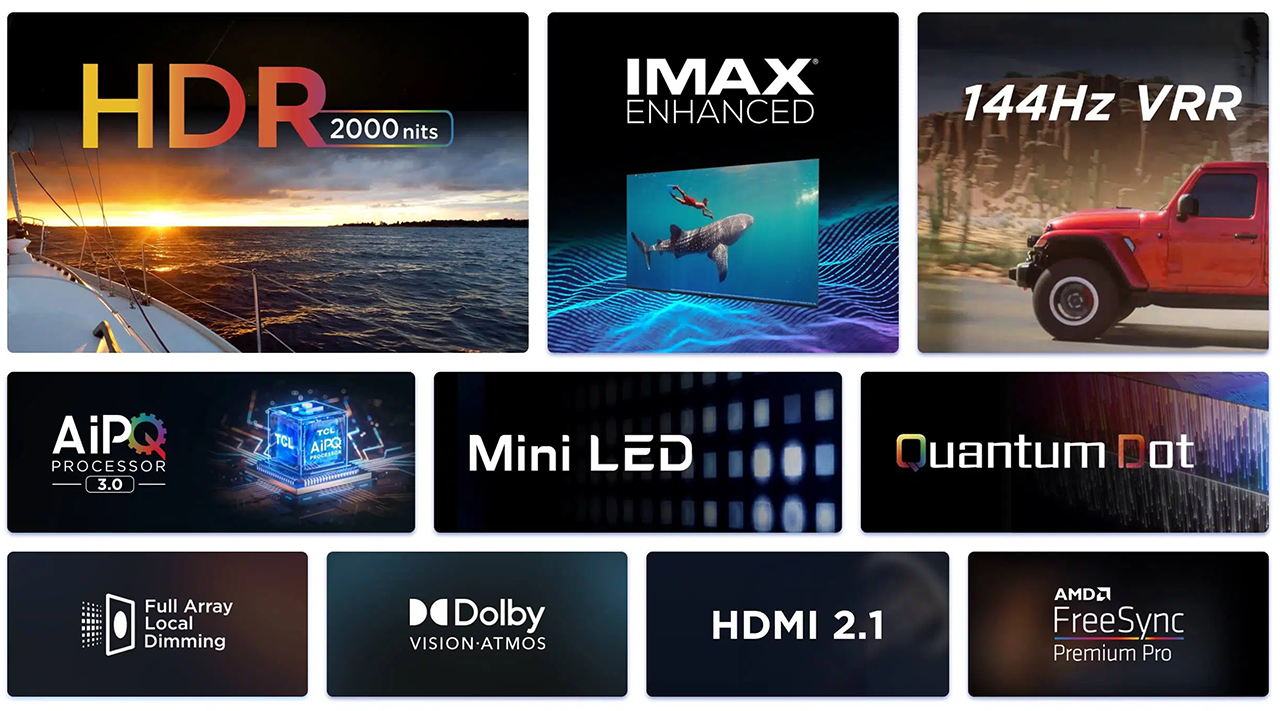 HDR 2000 nits
IMAX®
ENHANCED
144Hz VRR
AiPQ
PROCESSOR
3.0
TCL
TCL
AiPQ
PROCESSOR
Mini LED
Quantum Dot
Full Array
Local
Dimming
Dolby
VISION·ATMOS
HDMI 2.1
AMD
FreeSync
Premium Pro